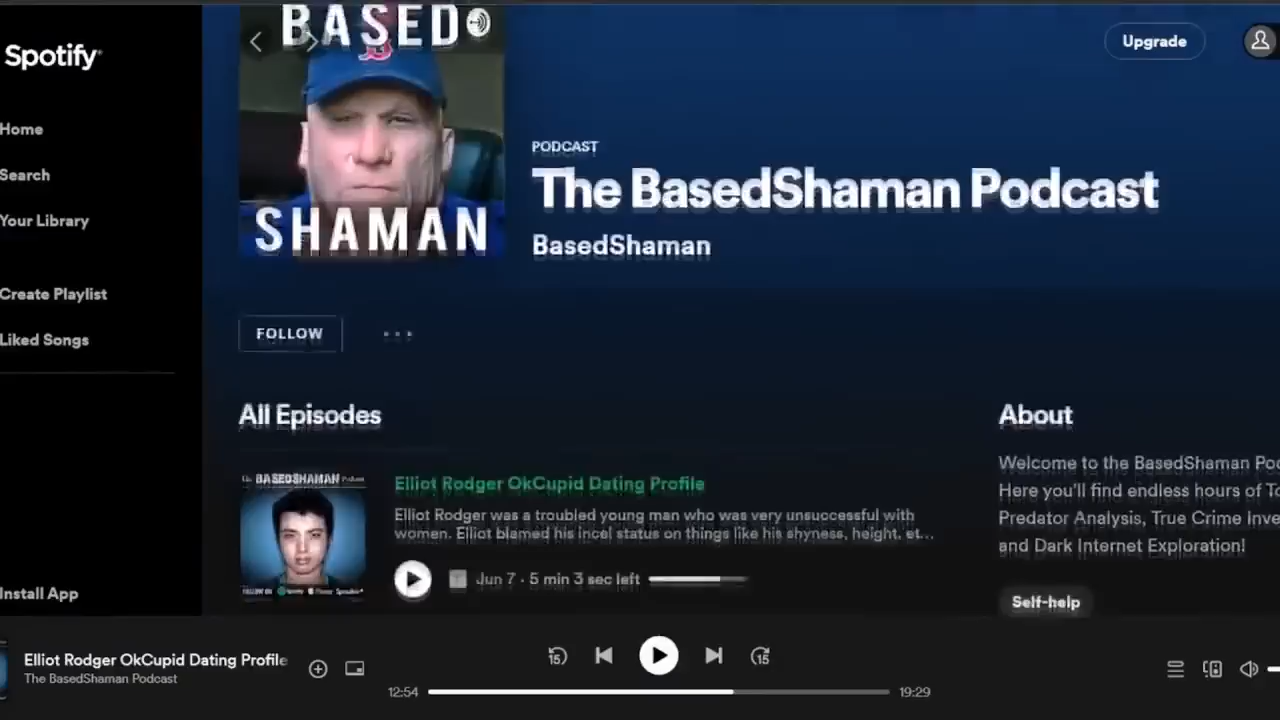 Spotify
Home
Search
Your Library
Create Playlist
Liked Songs
Install App
BASED
SHAMAN
Upgrade
PODCAST
The BasedShaman Podcast
BasedShaman
FOLLOW
All Episodes
BASEDSHAMAN
Elliot Rodger OkCupid Dating Profile
Elliot Rodger was a troubled young man who was very unsuccessful with
women. Elliot blamed his incel status on things like his shyness, height, et...
Jun 7 · 5 min 3 sec left
About
Welcome to the BasedShaman Poc
Here you'll find endless hours of To
Predator Analysis, True Crime Inve
and Dark Internet Exploration!
Self-help
Elliot Rodger OkCupid Dating Profile
The BasedShaman Podcast
15
15
12:54
19:29